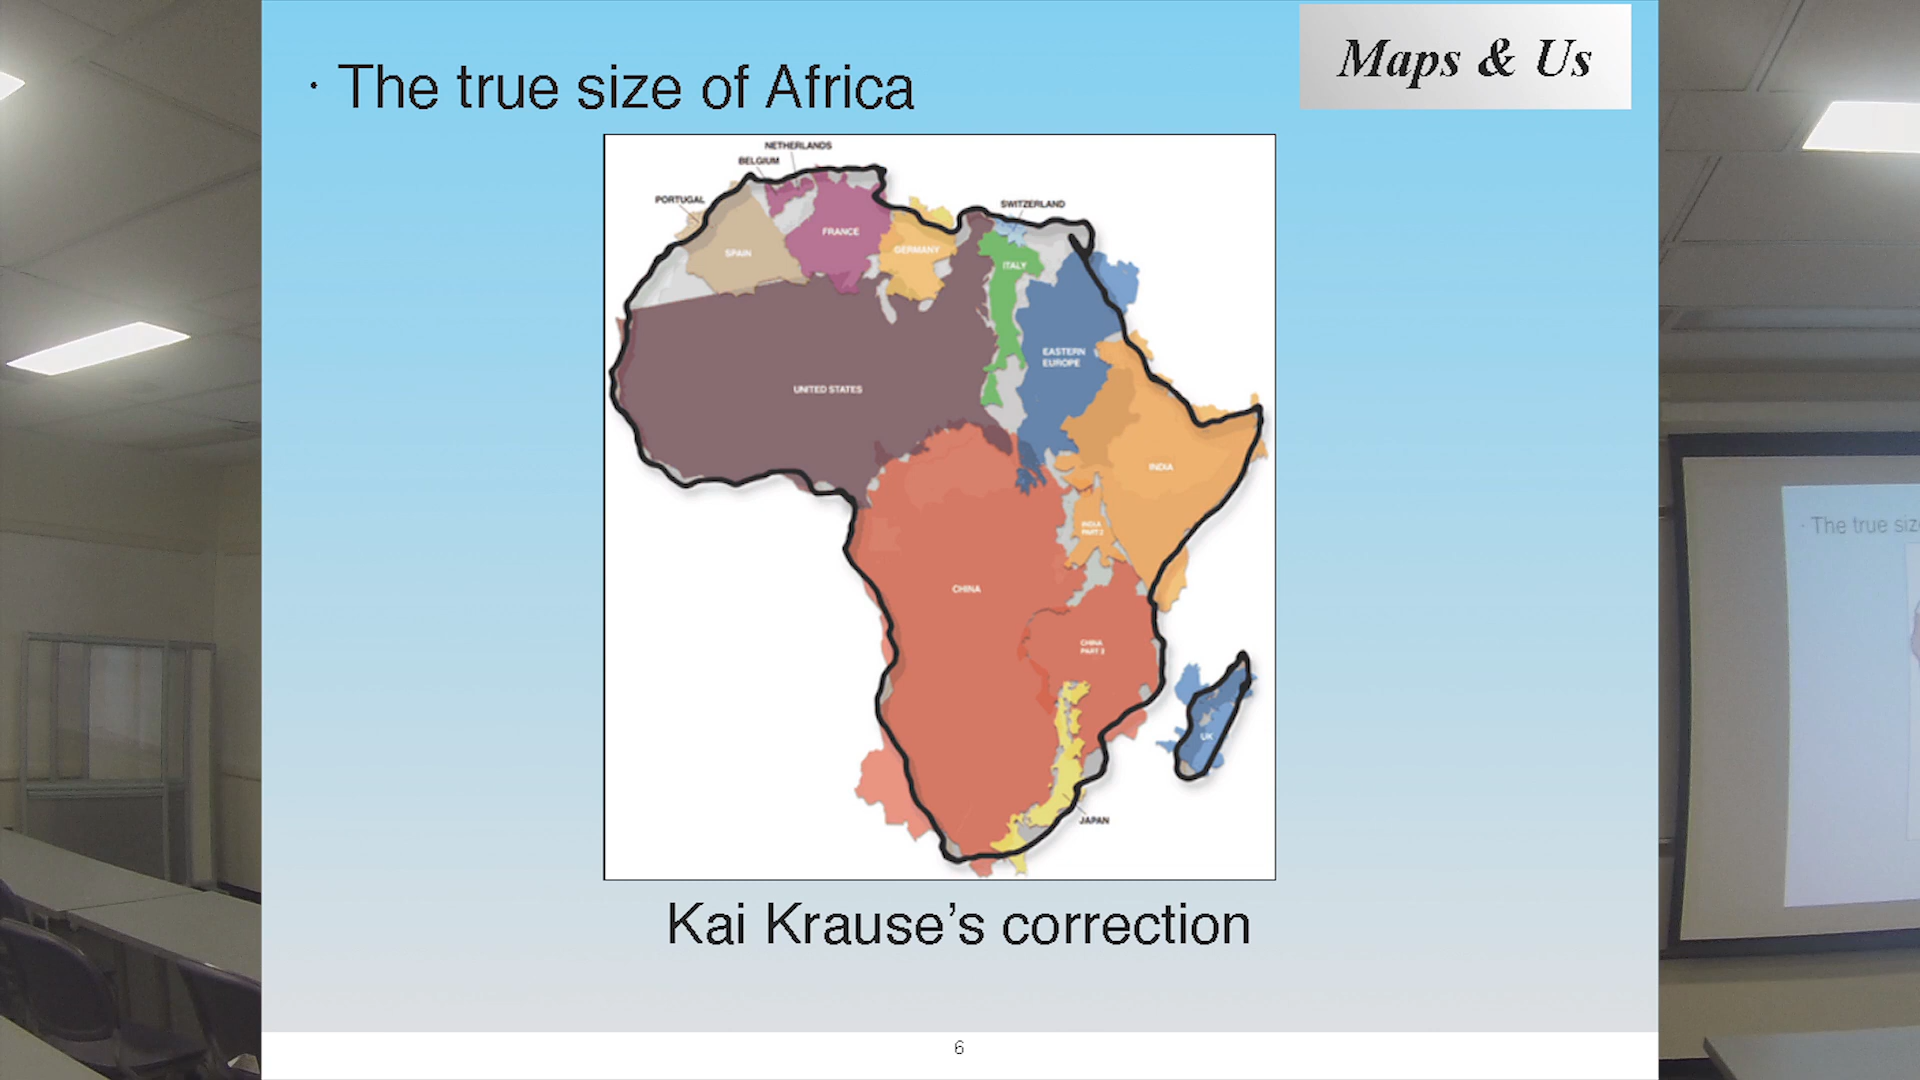 Maps & Us
· The true size of Africa
NETHERLANDS
BELGIUM
PORTUGAL
SWITZERLAND
FRANCE
SPAIN
GERMANY
ITALY
EASTERN
EUROPE
UNITED STATES
INDIA
INDIA
PART 2
CHINA
CHINA
PART 2
UK
JAPAN
Kai Krause's correction
6
· The true siz